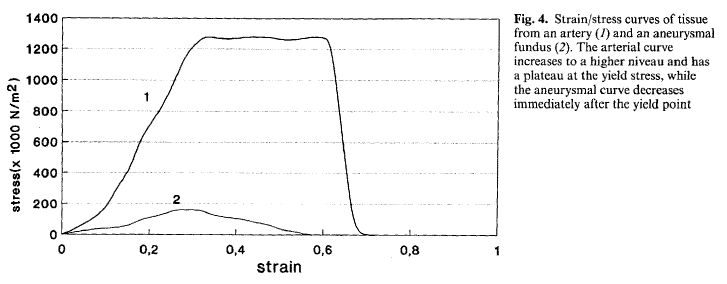 1400
1200
1000
800
600
400
200
0
stress(x 1000 N/m²)
1
2
0
0,2
0,4
0,6
0,8
1
strain
Fig. 4. Strain/stress curves of tissue
from an artery (1) and an aneurysmal
fundus (2). The arterial curve
increases to a higher niveau and has
a plateau at the yield stress, while
the aneurysmal curve decreases
immediately after the yield point